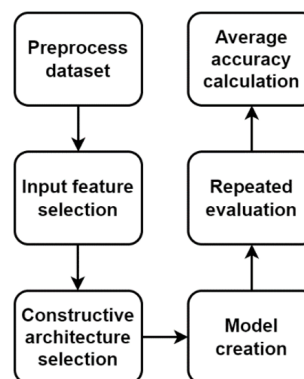 Preprocess
dataset
Input feature
selection
Constructive
architecture
selection
Model
creation
Repeated
evaluation
Average
accuracy
calculation